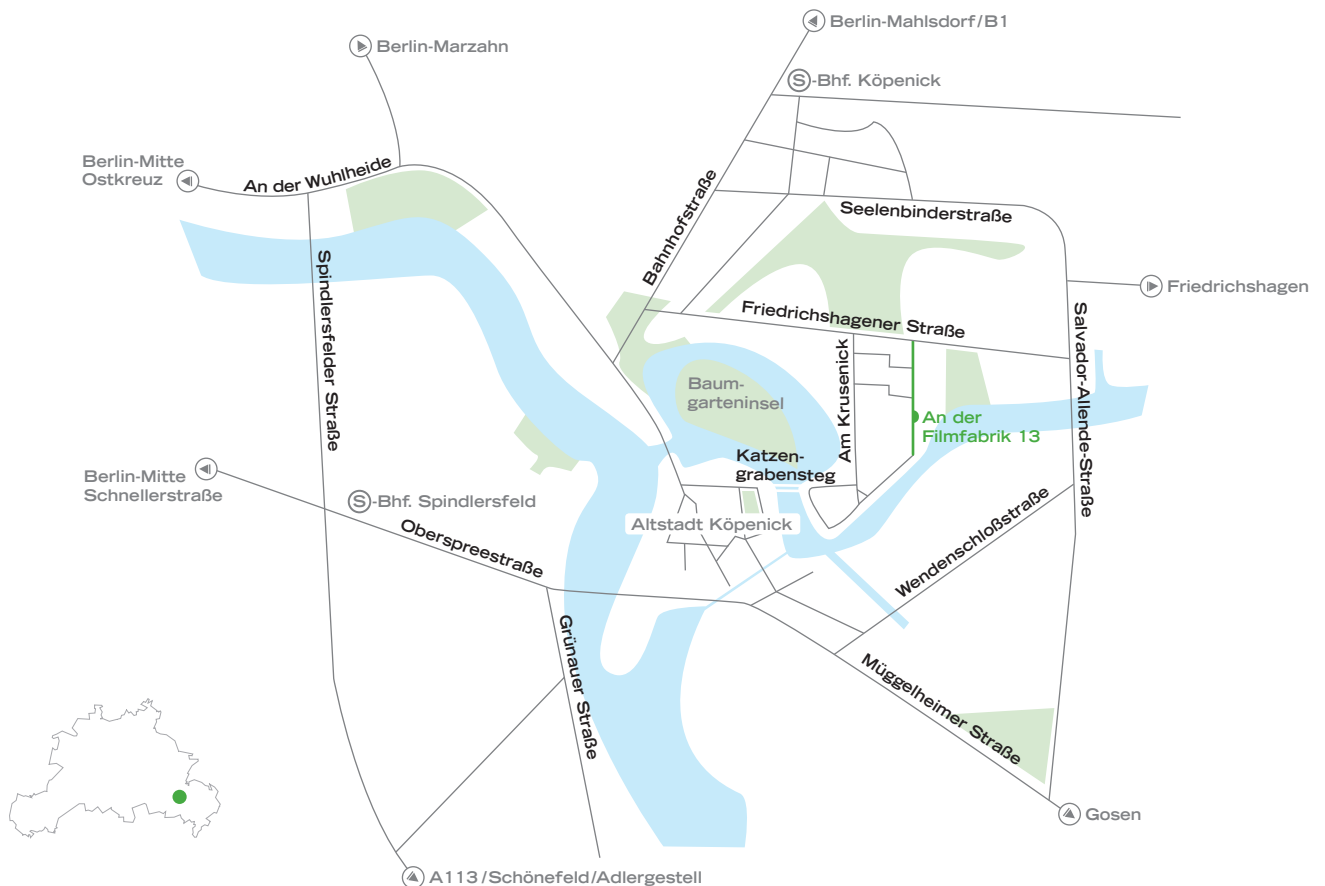 Berlin-Mahlsdorf/B1
Berlin-Marzahn
S-Bhf. Köpenick
Berlin-Mitte
Ostkreuz
An der Wuhlheide
Bahnhofstraße
Seelenbinderstraße
Spindlersfelder Straße
Friedrichshagen
Friedrichshagener Straße
Salvador-Allende-Straße
Am Krusenick
Baum-
garteninsel
An der
Filmfabrik 13
Katzen-
grabensteg
Berlin-Mitte
Schnellerstraße
S-Bhf. Spindlersfeld
Altstadt Köpenick
Oberspreestraße
Wendenschloßstraße
Grünauer Straße
Müggelheimer Straße
Gosen
A113/Schönefeld/Adlergestell